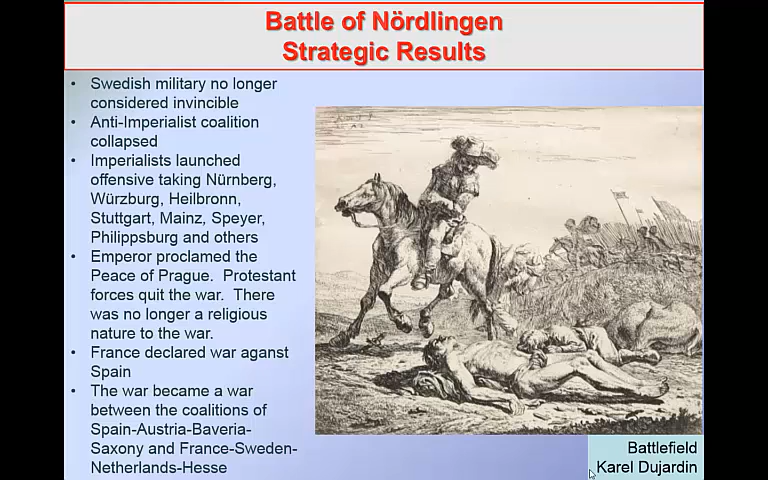 Battle of Nördlingen
Strategic Results
• Swedish military no longer
considered invincible
• Anti-Imperialist coalition
collapsed
• Imperialists launched
offensive taking Nürnberg,
Würzburg, Heilbronn,
Stuttgart, Mainz, Speyer,
Philippsburg and others
• Emperor proclamed the
Peace of Prague. Protestant
forces quit the war. There
was no longer a religious
nature to the war.
• France declared war aganst
Spain
• The war became a war
between the coalitions of
Spain-Austria-Baveria-
Saxony and France-Sweden-
Netherlands-Hesse
Battlefield
Karel Dujardin